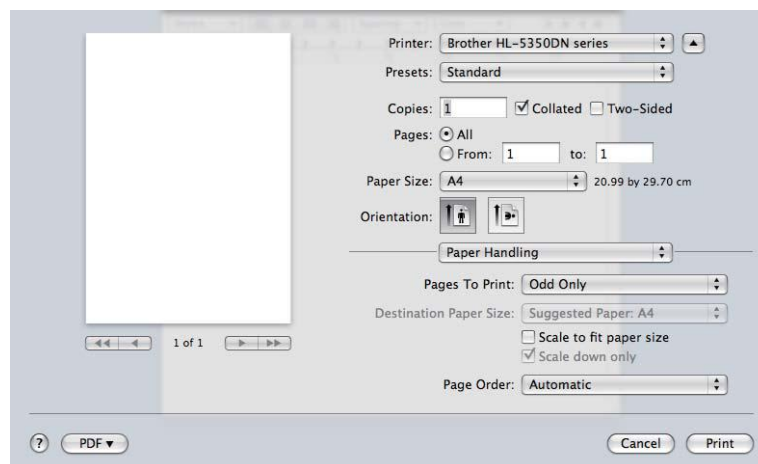 Printer: Brother HL-5350DN series
Presets: Standard
Copies: 1 Collated Two-Sided
Pages: All
From: 1 to: 1
Paper Size: A4 20.99 by 29.70 cm
Orientation:
Paper Handling
Pages To Print: Odd Only
Destination Paper Size: Suggested Paper: A4
Scale to fit paper size
1 of 1
Scale down only
Page Order: Automatic
? PDF Cancel Print